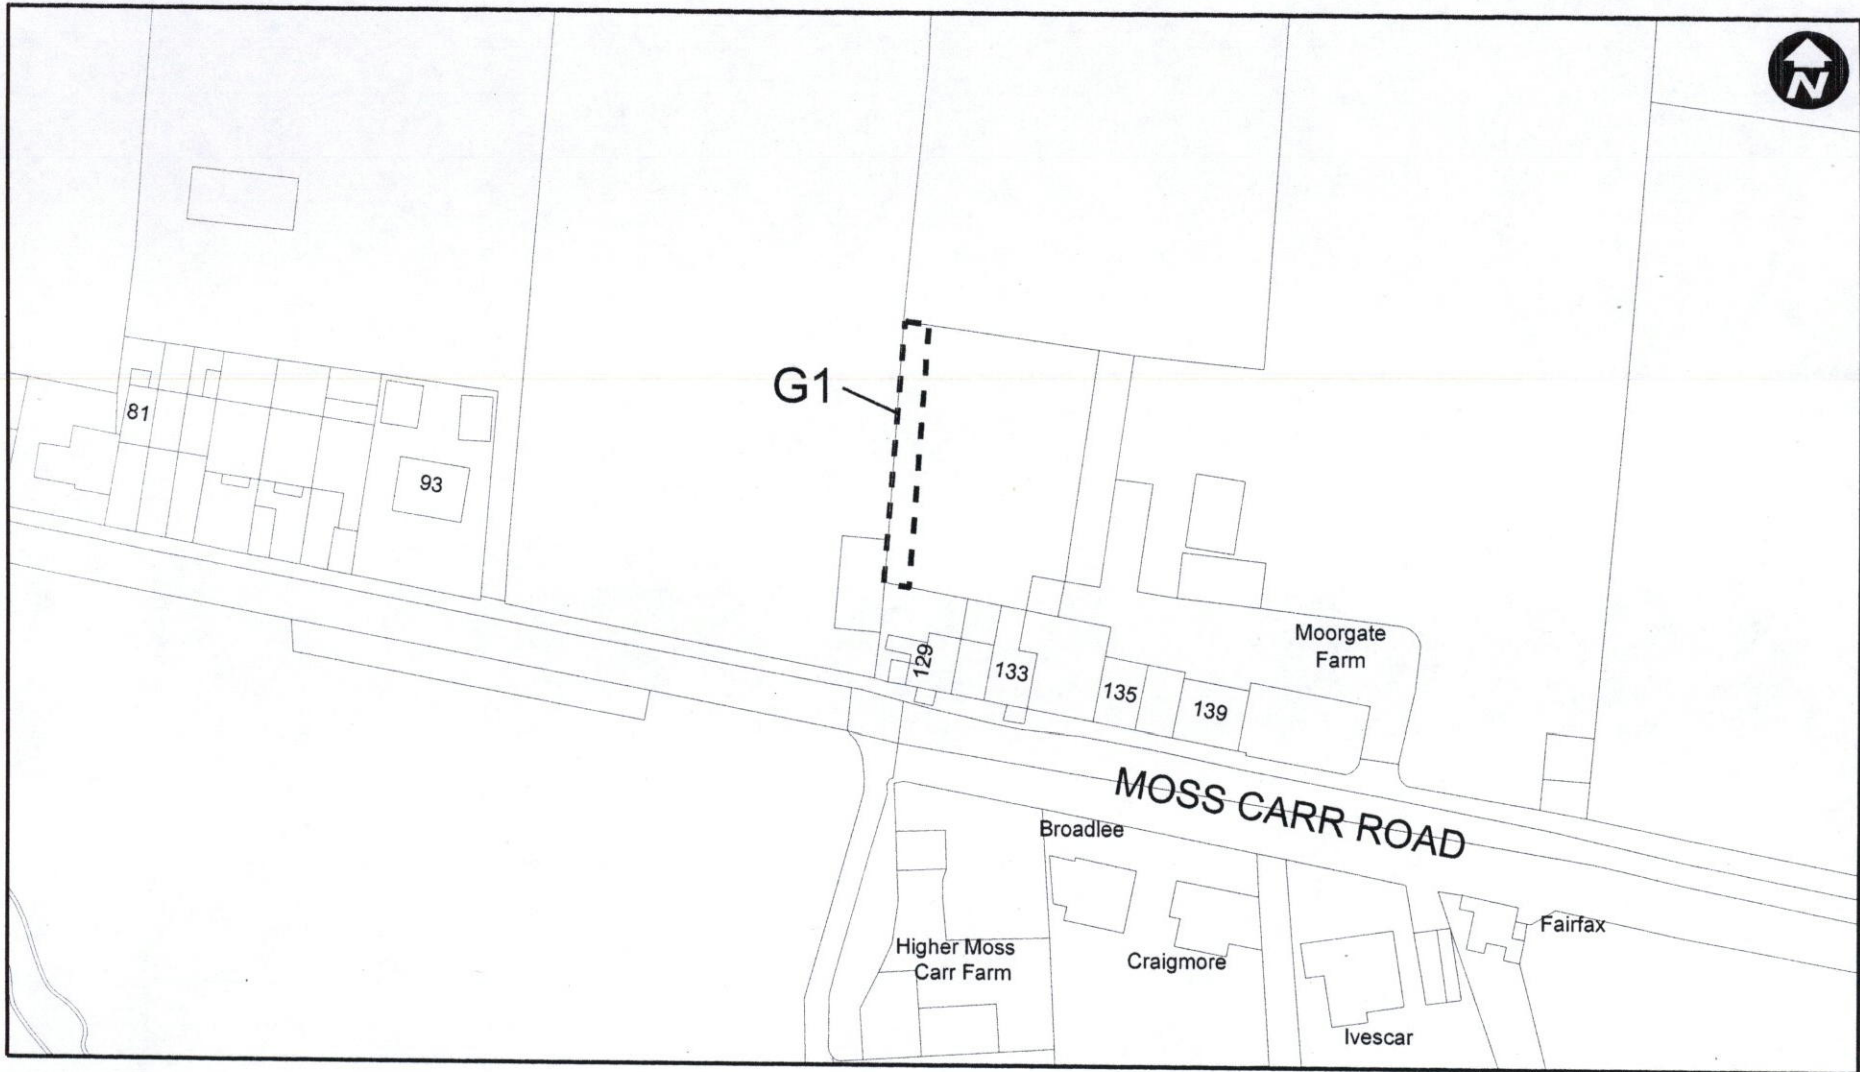 N
G1
81
93
129
133
135
139
Moorgate
Farm
MOSS CARR ROAD
Broadlee
Higher Moss
Carr Farm
Craigmore
Fairfax
Ivescar